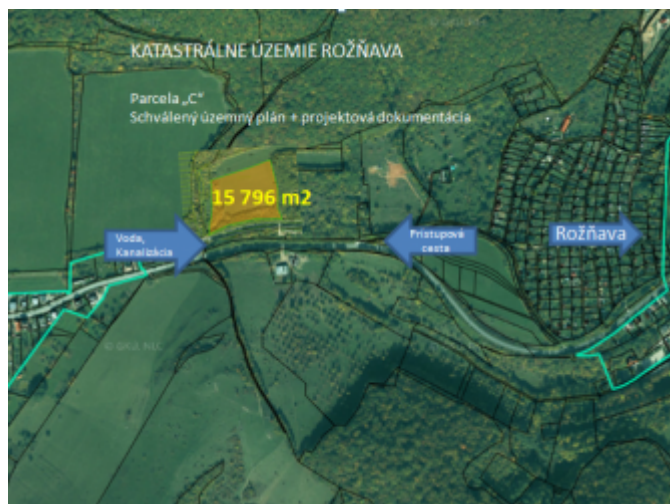 KATASTRÁLNE ÚZEMIE ROŽŇAVA
Parcela „C"
Schválený územný plán + projektová dokumentácia
15 796 m2
Voda,
Kanalizácia
Prístupová
cesta
Rožňava